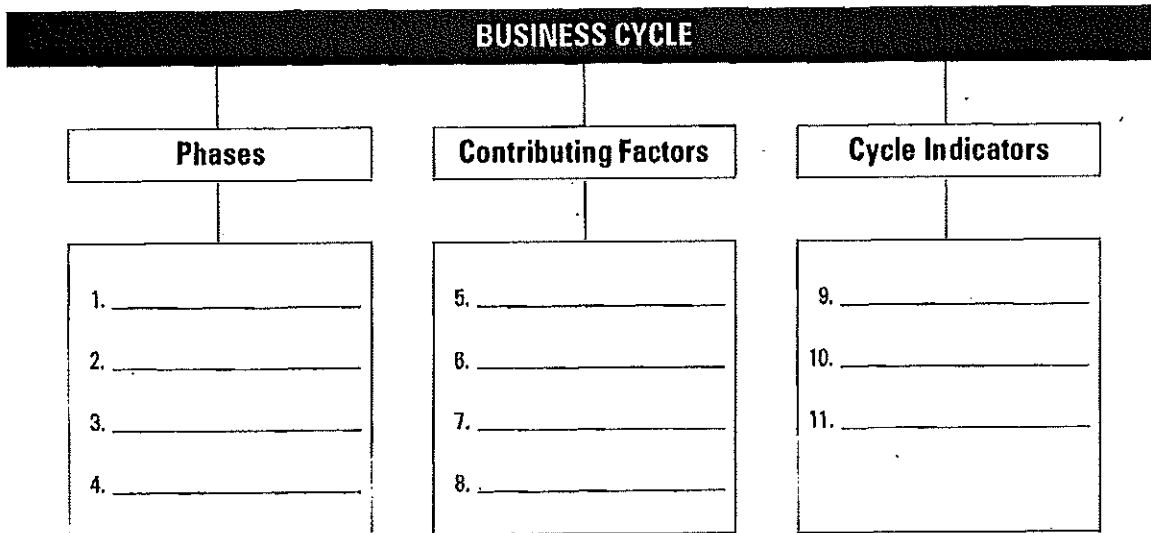 BUSINESS CYCLE
Phases
Contributing Factors
Cycle Indicators
1.
2.
3.
4.
5.
6.
7.
8.
9.
10.
11.